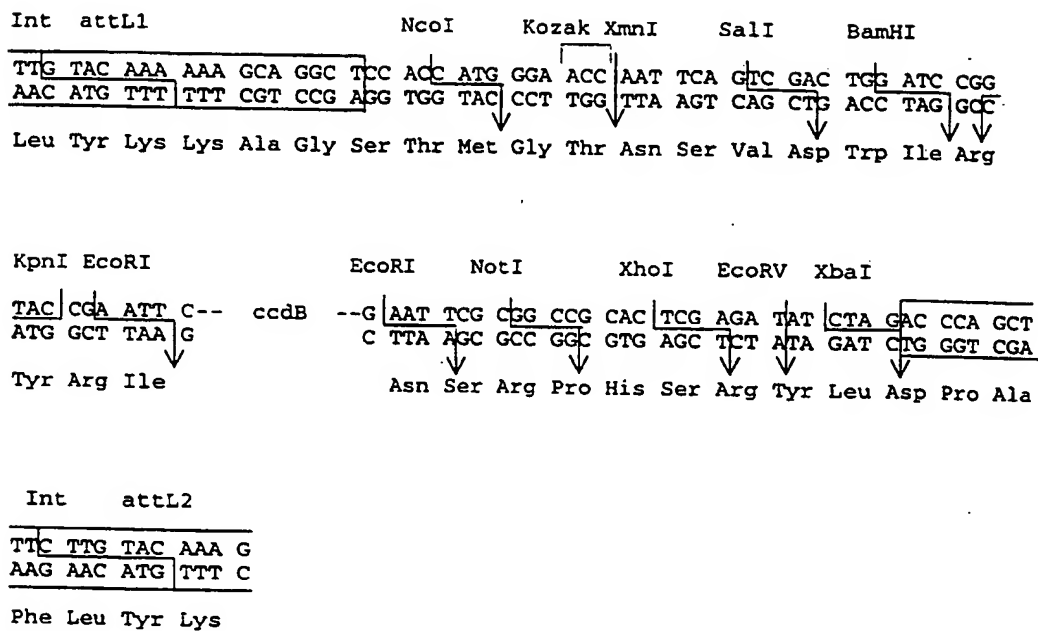 Int attL1 NcoI Kozak XmnI SalI BamHI
TTG TAC AAA AAA GCA GGC TCC ACC ATG GGA ACC AAT TCA GTC GAC TGG ATC CGG
AAC ATG TTT TTT CGT CCG AGG TGG TAC CCT TGG TTA AGT CAG CTG ACC TAG GCC
Leu Tyr Lys Lys Ala Gly Ser Thr Met Gly Thr Asn Ser Val Asp Trp Ile Arg
KpnI EcoRI EcoRI NotI XhoI EcoRV XbaI
TAC CGA ATT C-- ccdB --G AAT TCGC GGC CGC CAC TCG AGA TAT CTA GAC CCA GCT
ATG GCT TAA G C TTA AGC GCC GGC GTG AGC TCT ATA GAT CTG GGT CGA
Tyr Arg Ile Asn Ser Arg Pro His Ser Arg Tyr Leu Asp Pro Ala
Int attL2
TTC TTG TAC AAA G
AAG AAC ATG TTT C
Phe Leu Tyr Lys